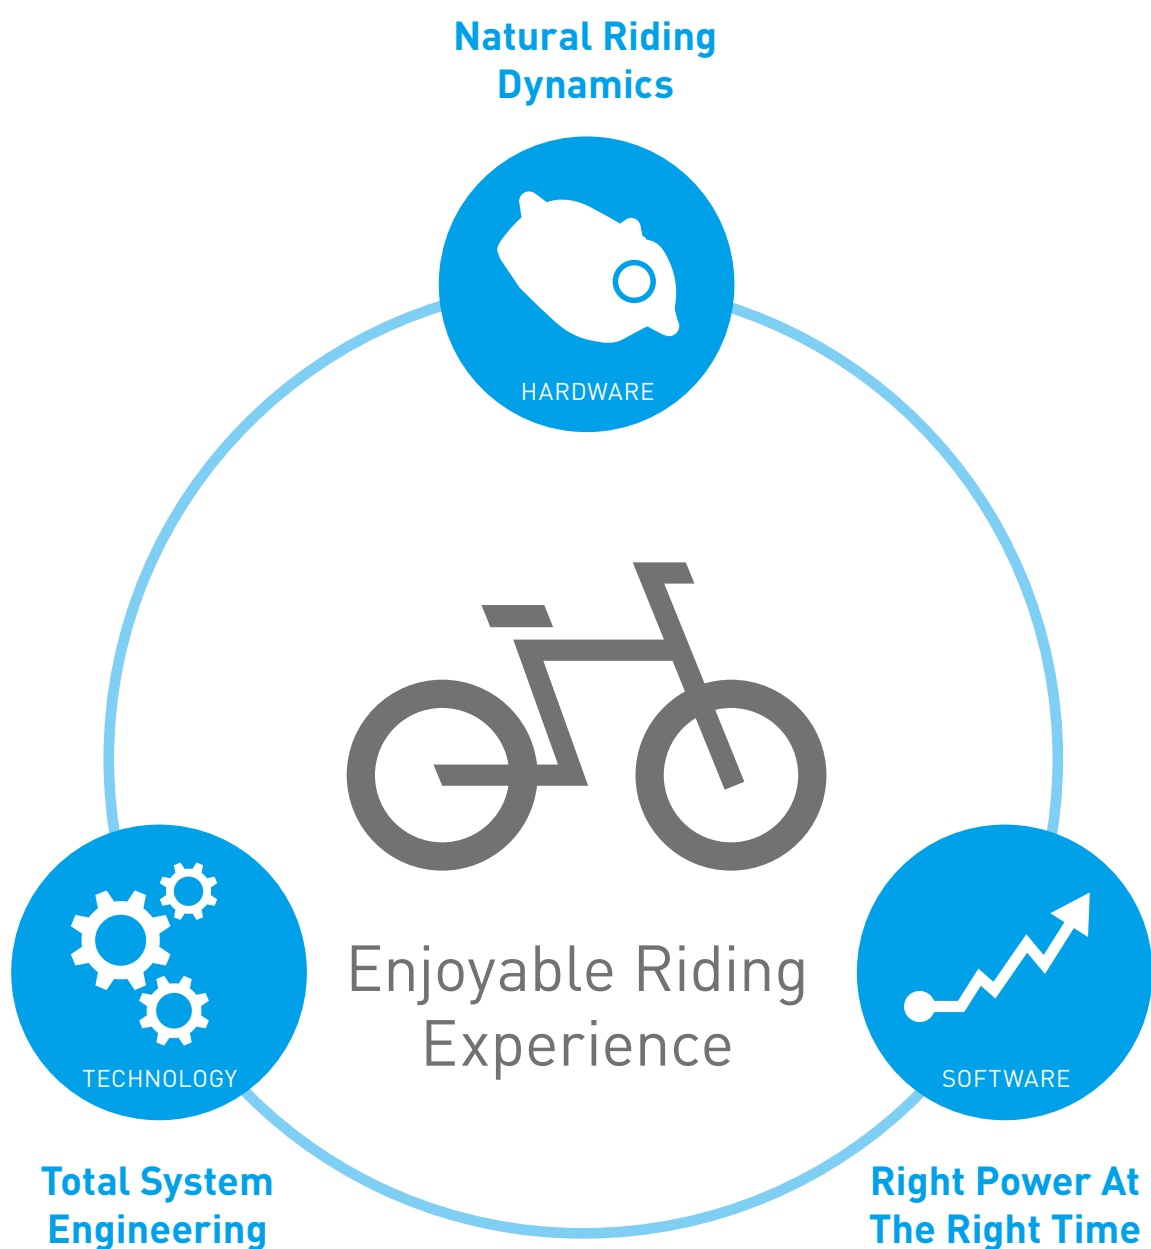 Natural Riding
Dynamics
HARDWARE
Enjoyable Riding
Experience
TECHNOLOGY
SOFTWARE
Total System
Engineering
Right Power At
The Right Time